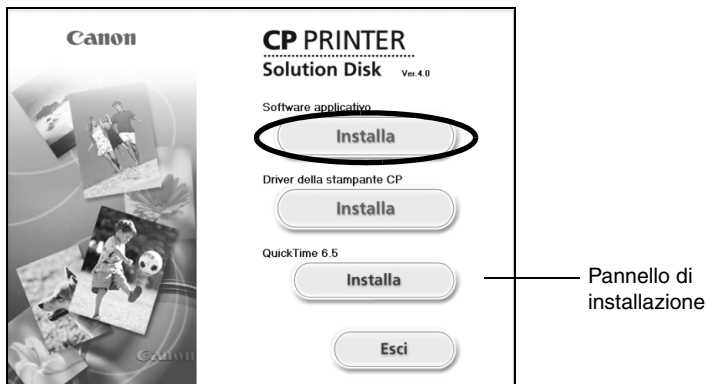 Canon
CP PRINTER
Solution Disk Ver.4.0
Software applicativo
Installa
Driver della stampante CP
Installa
QuickTime 6.5
Installa
Pannello di
installazione
Esci
Canon